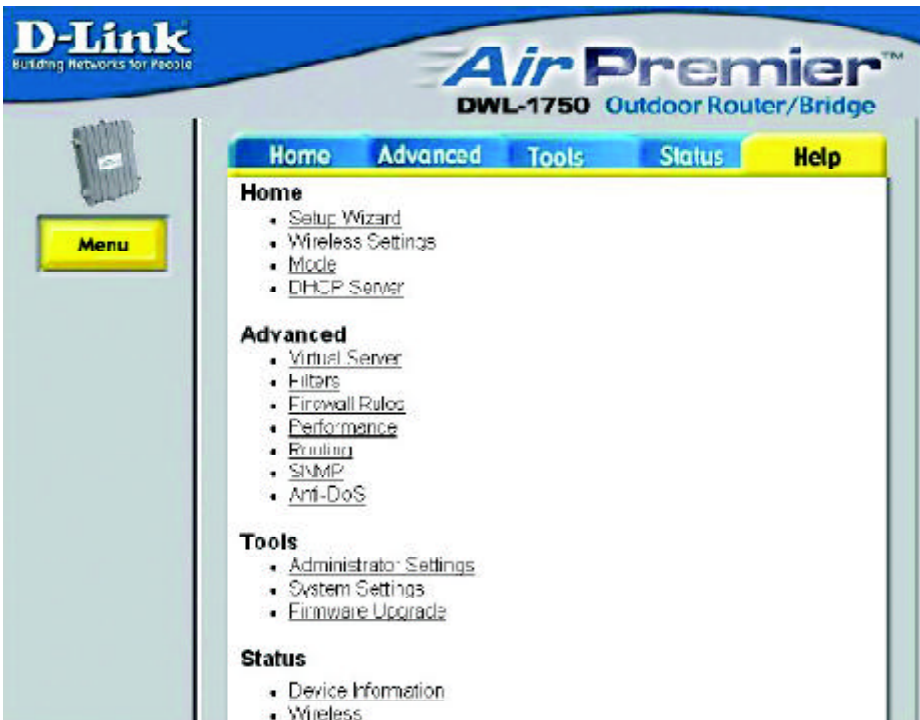 D-Link
Building Networks for People
Air Premier™
DWL-1750 Outdoor Router/Bridge
Home Advanced Tools Status Help
Menu
Home
Setup Wizard
Wireless Settings
Mode
DHCP Server
Advanced
Virtual Server
Filters
Firewall Rules
Performance
Routing
SNMP
Anti-DoS
Tools
Administrator Settings
System Settings
Firmware Upgrade
Status
Device Information
Wireless